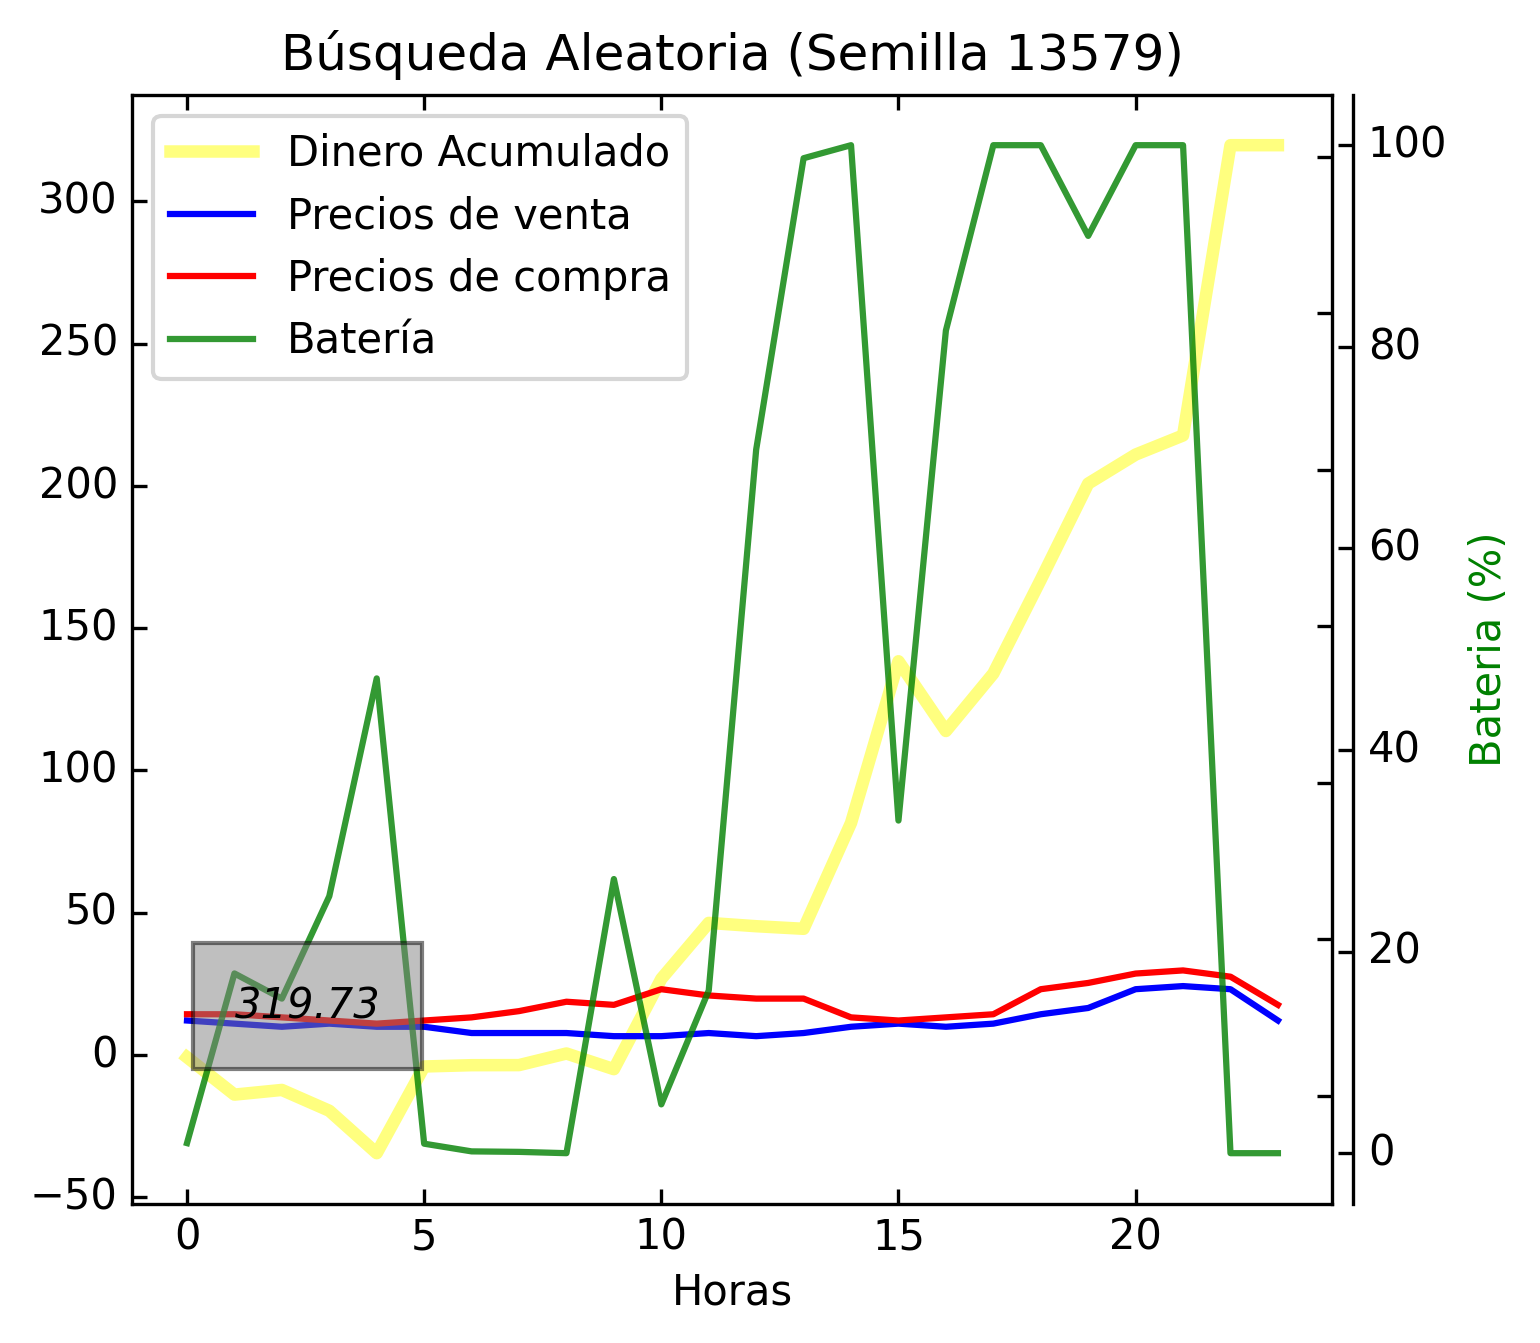 Búsqueda Aleatoria (Semilla 13579)
Dinero Acumulado
Precios de venta
Precios de compra
Batería
300
250
200
150
100
50
0
−50
100
80
60
40
20
0
Bateria (%)
319.73
0 5 10 15 20
Horas